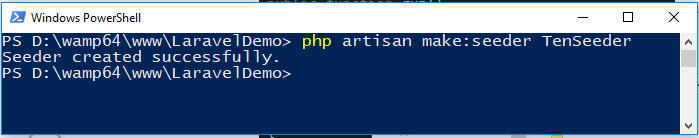 Windows PowerShell
PS D:\wamp64\www\LaravelDemo> php artisan make:seeder TenSeeder
Seeder created successfully.
PS D:\wamp64\www\LaravelDemo>